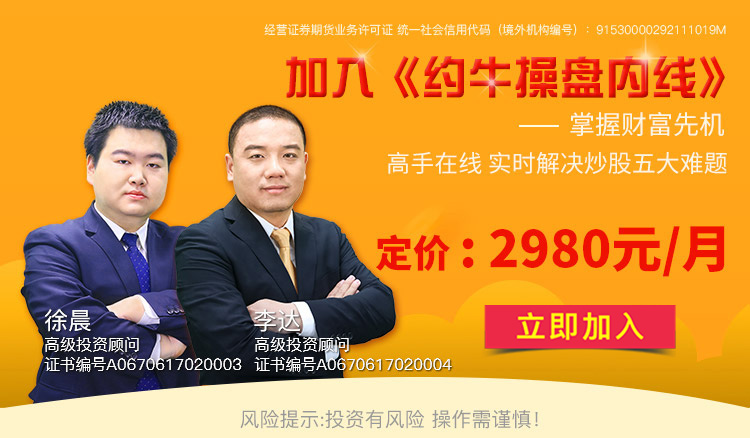 经营证券期货业务许可证 统一社会信用代码（境外机构编号）：91530000292111019M
加入《约牛操盘内线》
—— 掌握财富先机
高手在线 实时解决炒股五大难题
定价：2980元/月
立即加入
徐晨
高级投资顾问
证书编号A0670617020003
李达
高级投资顾问
证书编号A0670617020004
风险提示:投资有风险 操作需谨慎!